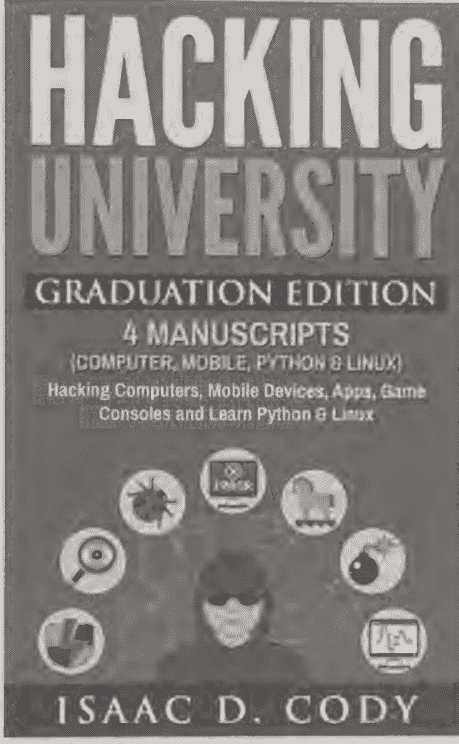 HACKING
UNIVERSITY
GRADUATION EDITION
4 MANUSCRIPTS
(COMPUTER, MOBILE, PYTHON & LINUX)
Hacking Computers, Mobile Devices, Apps, Game
Consoles and Learn Python & Linux
ISAAC D. CODY